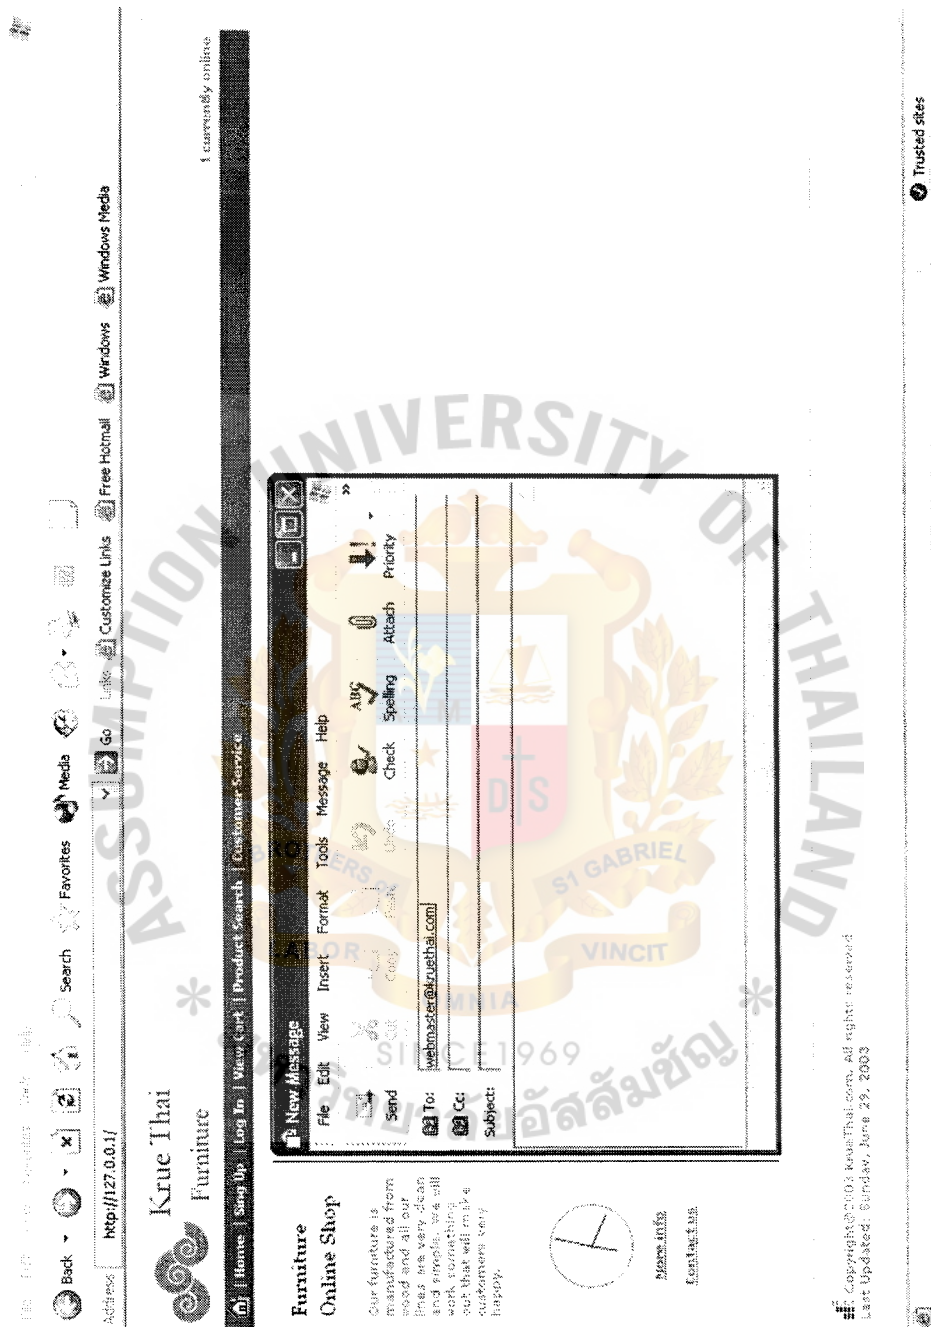 Back
Search
Favorites
Media
Address
http://127.0.0.1/
Go
Links
Customize Links
Free Hotmail
Windows
Windows Media
Krue Thai
Furniture
1 currently online
| Home | Sing Up | Log In | View Cart | Product Search | Customer Service
Furniture
Online Shop
Our furniture is
manufactured from
wood and all our
lines are very clean
and simple. We will
work something
out that will make
customers very
happy.
More info
Contact us
New Message
File Edit View Insert Format Tools Message Help
Send Cut Copy Paste Undo Check Spelling Attach Priority
To: webmaster@kruethai.com
Cc:
Subject:
Copyright@2003 KrueThai.com, All rights reserved
Last Updated: Sunday, June 29, 2003
Trusted sites
ASSUMPTION UNIVERSITY OF THAILAND
S1 GABRIEL
LABOR
OMNIA
VINCIT
D S
SINCE 1969